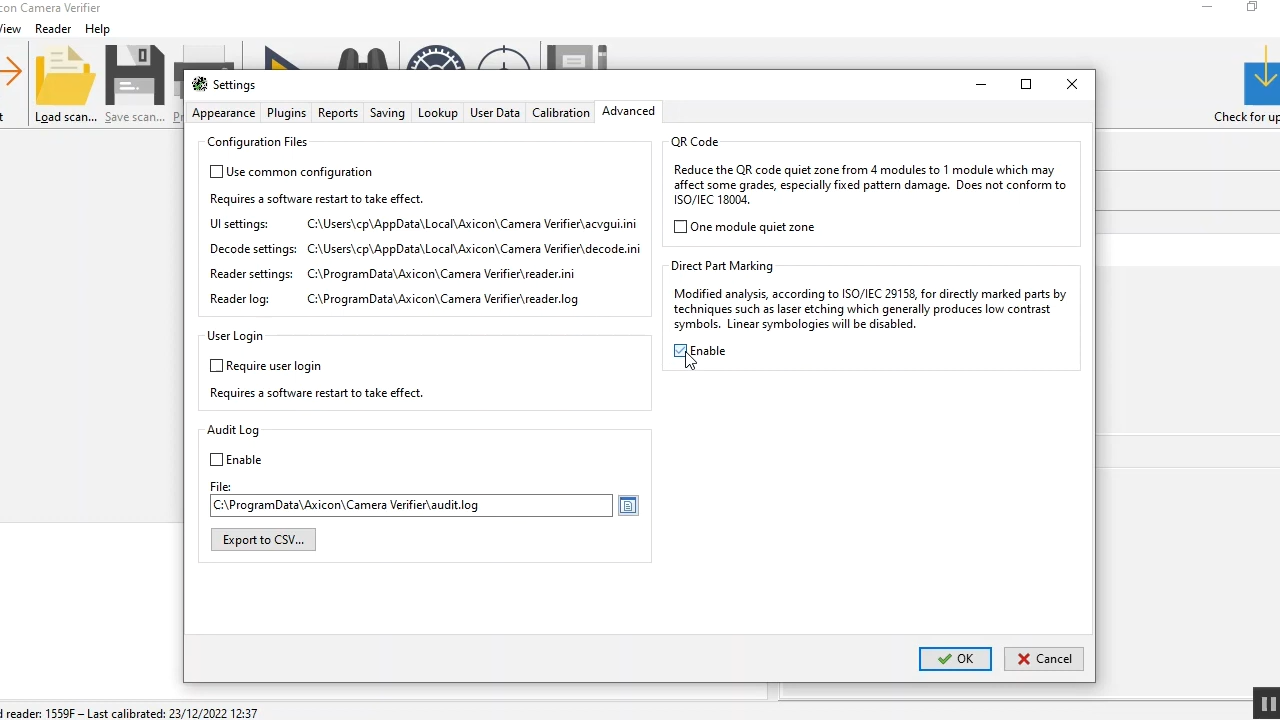 con Camera Verifier
View Reader Help
Load scan... Save scan...
Check for up
Settings
Appearance Plugins Reports Saving Lookup User Data Calibration Advanced
Configuration Files
Use common configuration
Requires a software restart to take effect.
UI settings: C:\Users\cp\AppData\Local\Axicon\Camera Verifier\acvgui.ini
Decode settings: C:\Users\cp\AppData\Local\Axicon\Camera Verifier\decode.ini
Reader settings: C:\ProgramData\Axicon\Camera Verifier\reader.ini
Reader log: C:\ProgramData\Axicon\Camera Verifier\reader.log
User Login
Require user login
Requires a software restart to take effect.
Audit Log
Enable
File:
C:\ProgramData\Axicon\Camera Verifier\audit.log
Export to CSV...
QR Code
Reduce the QR code quiet zone from 4 modules to 1 module which may
affect some grades, especially fixed pattern damage. Does not conform to
ISO/IEC 18004.
One module quiet zone
Direct Part Marking
Modified analysis, according to ISO/IEC 29158, for directly marked parts by
techniques such as laser etching which generally produces low contrast
symbols. Linear symbologies will be disabled.
Enable
OK Cancel
d reader: 1559F – Last calibrated: 23/12/2022 12:37